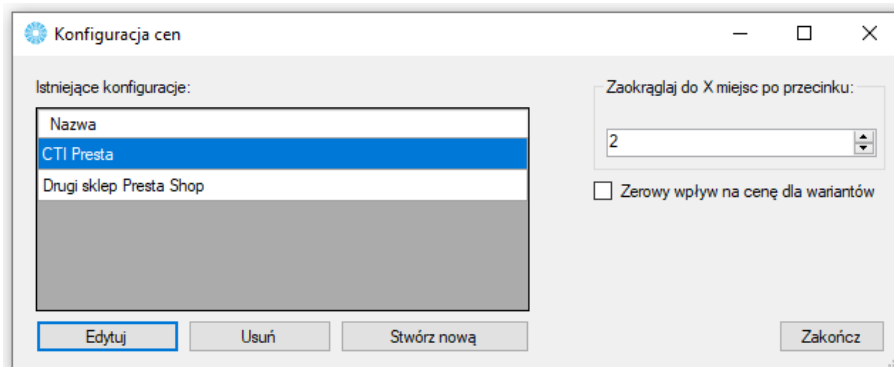 Konfiguracja cen
Istniejące konfiguracje:
Nazwa
CTI Presta
Drugi sklep Presta Shop
Edytuj
Usuń
Stwórz nową
Zaokrąglaj do X miejsc po przecinku:
2
Zerowy wpływ na cenę dla wariantów
Zakończ